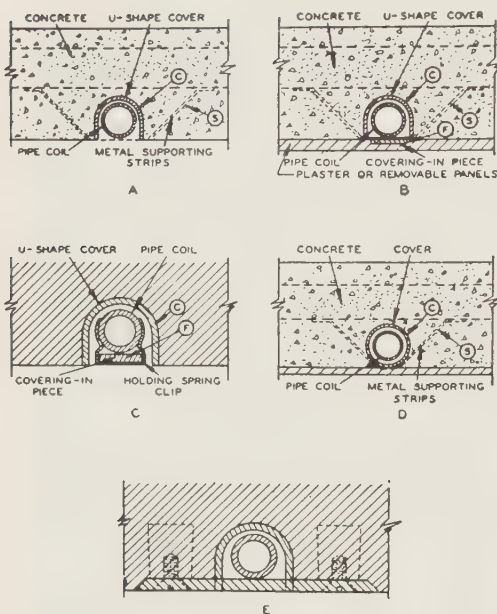 CONCRETE U-SHAPE COVER
C
S
PIPE COIL METAL SUPPORTING
STRIPS
A
CONCRETE U-SHAPE COVER
C
S
F
PIPE COIL COVERING-IN PIECE
PLASTER OR REMOVABLE PANELS
B
U-SHAPE COVER PIPE COIL
C
F
COVERING-IN
PIECE
HOLDING SPRING
CLIP
C
CONCRETE COVER
C
S
PIPE COIL METAL SUPPORTING
STRIPS
D
E